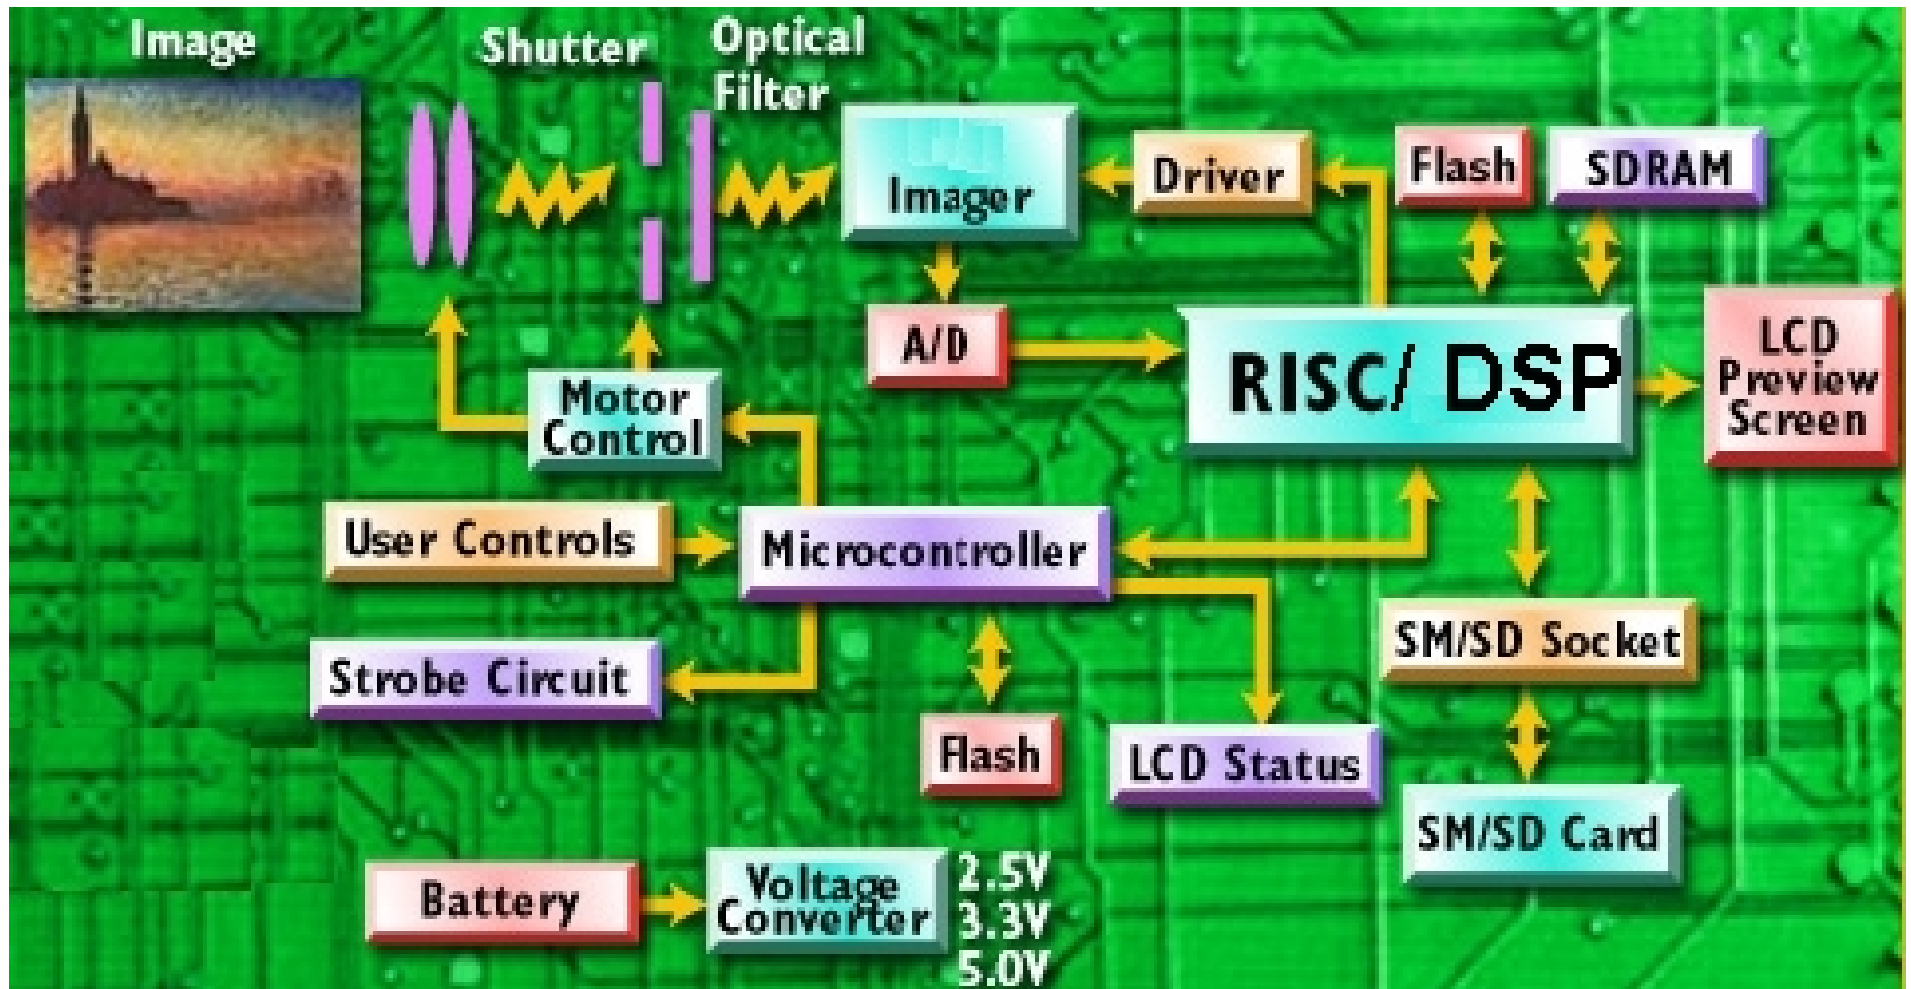 Image
Shutter
Optical
Filter
Imager
Driver
Flash
SDRAM
A/D
RISC/ DSP
LCD
Preview
Screen
Motor
Control
User Controls
Microcontroller
Strobe Circuit
SM/SD Socket
Flash
LCD Status
SM/SD Card
Battery
Voltage
Converter
2.5V
3.3V
5.0V